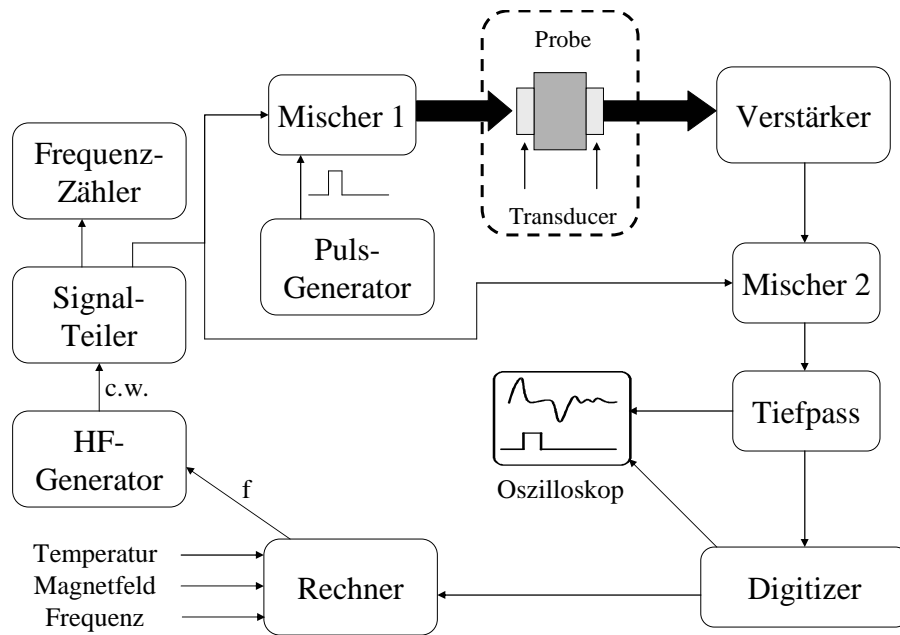 Probe
Mischer 1
Verstärker
Frequenz-
Zähler
Transducer
Puls-
Generator
Mischer 2
Signal-
Teiler
c.w.
Tiefpass
HF-
Generator
Oszilloskop
f
Temperatur
Magnetfeld
Frequenz
Rechner
Digitizer